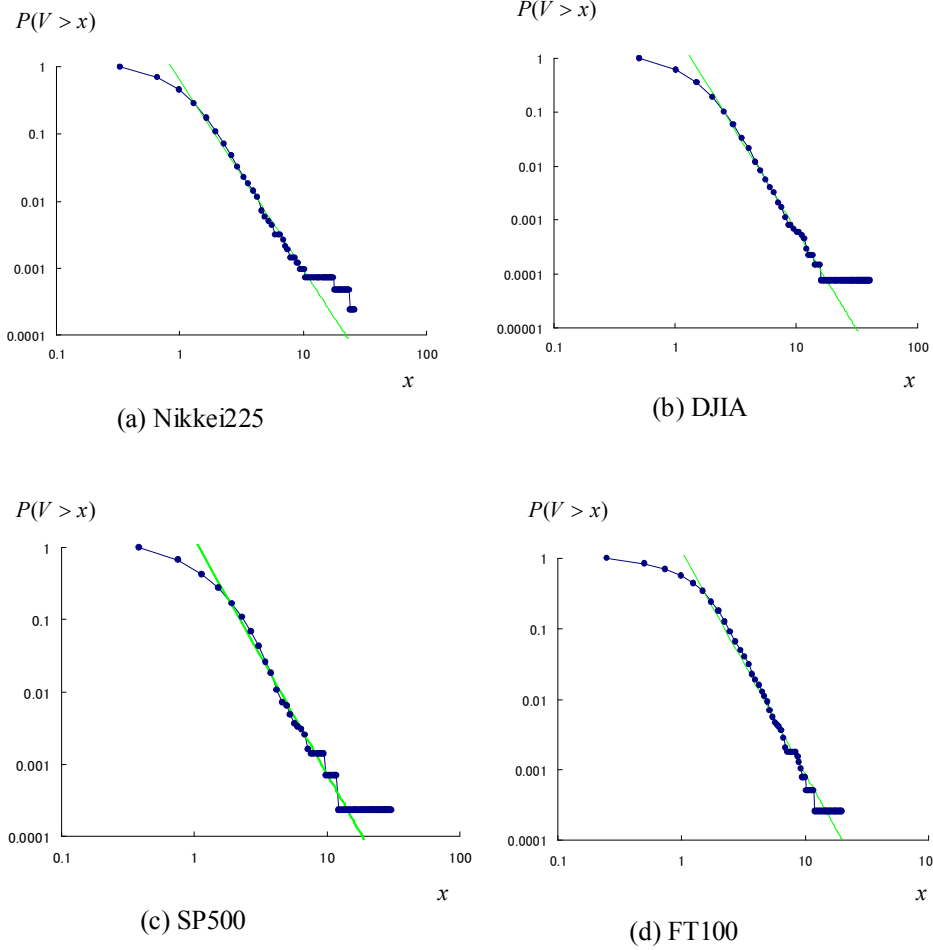 P(V > x)
1
0.1
0.01
0.001
0.0001
0.1 1 10 100
x
(a) Nikkei225
P(V > x)
1
0.1
0.01
0.001
0.0001
0.00001
0.1 1 10 100
x
(b) DJIA
P(V > x)
1
0.1
0.01
0.001
0.0001
0.1 1 10 100
x
(c) SP500
P(V > x)
1
0.1
0.01
0.001
0.0001
0.1 1 10 10
x
(d) FT100